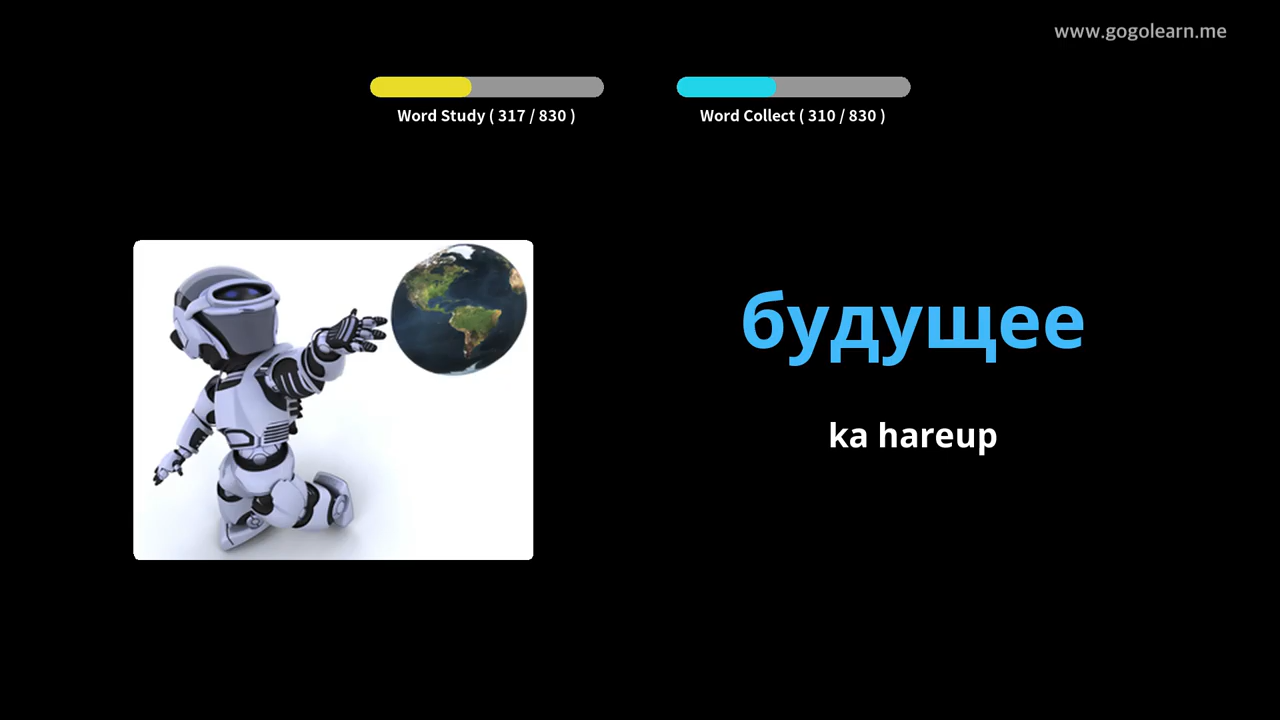 www.gogolearn.me
Word Study ( 317 / 830 )
Word Collect ( 310 / 830 )
будущее
ka hareup